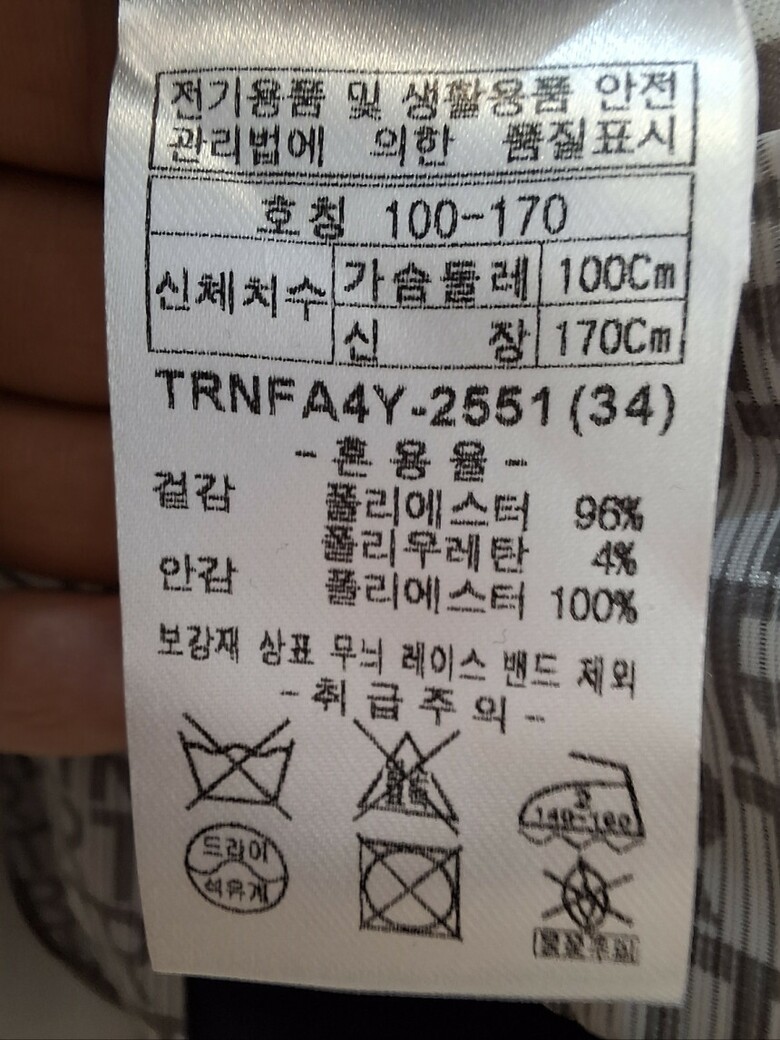 전기용품 및 생활용품 안전
관리법에 의한 품질표시
호칭 100-170
신체치수 가슴둘레 100Cm
신 장 170Cm
TRNFA4Y-2551(34)
- 혼 용 율 -
겉감 폴리에스터 96%
폴리우레탄 4%
안감 폴리에스터 100%
보강재 상표 무늬 레이스 밴드 제외
- 취 급 주 의 -
140~160
드라이
석유계